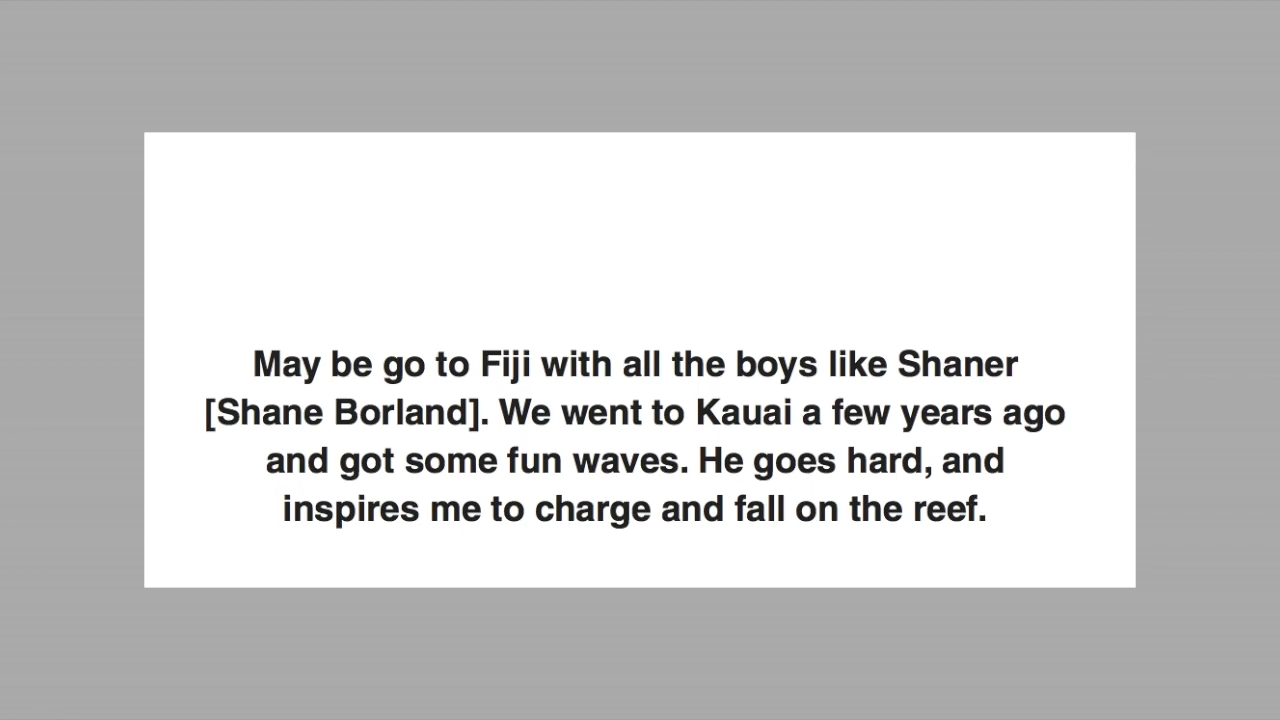 May be go to Fiji with all the boys like Shaner
[Shane Borland]. We went to Kauai a few years ago
and got some fun waves. He goes hard, and
inspires me to charge and fall on the reef.